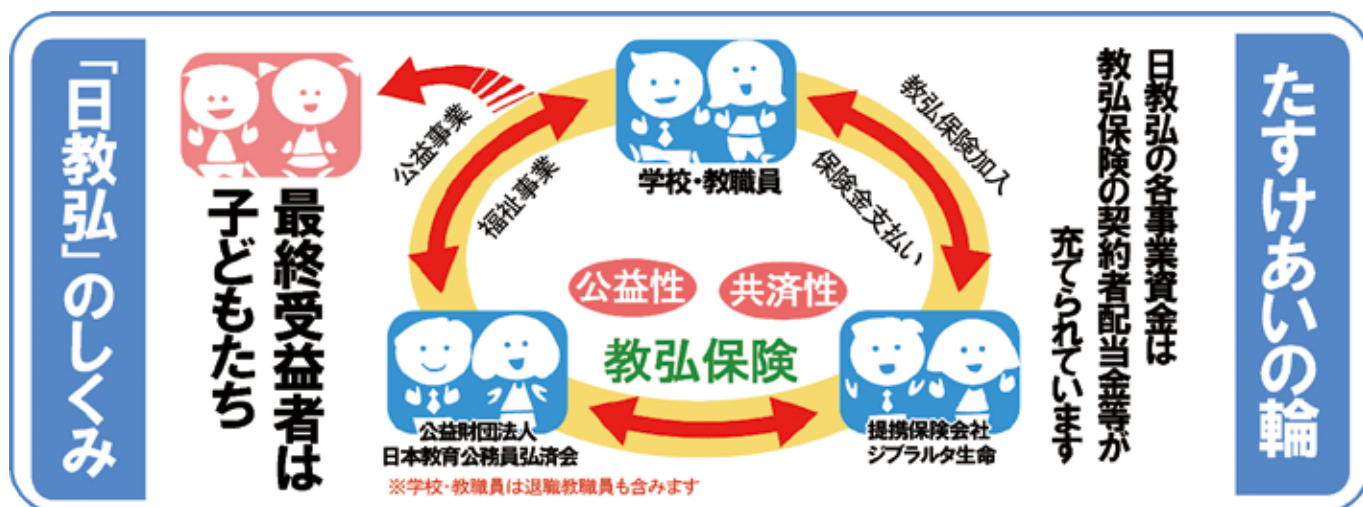 たすけあいの輪
日教弘の各事業資金は
教弘保険の契約者配当金等が
充てられています
学校・教職員
教弘保険加入
保険金支払い
公益事業
福祉事業
公益性
共済性
教弘保険
公益財団法人
日本教育公務員弘済会
提携保険会社
ジブラルタ生命
※学校・教職員は退職教職員も含みます
最終受益者は
子どもたち
「日教弘」のしくみ